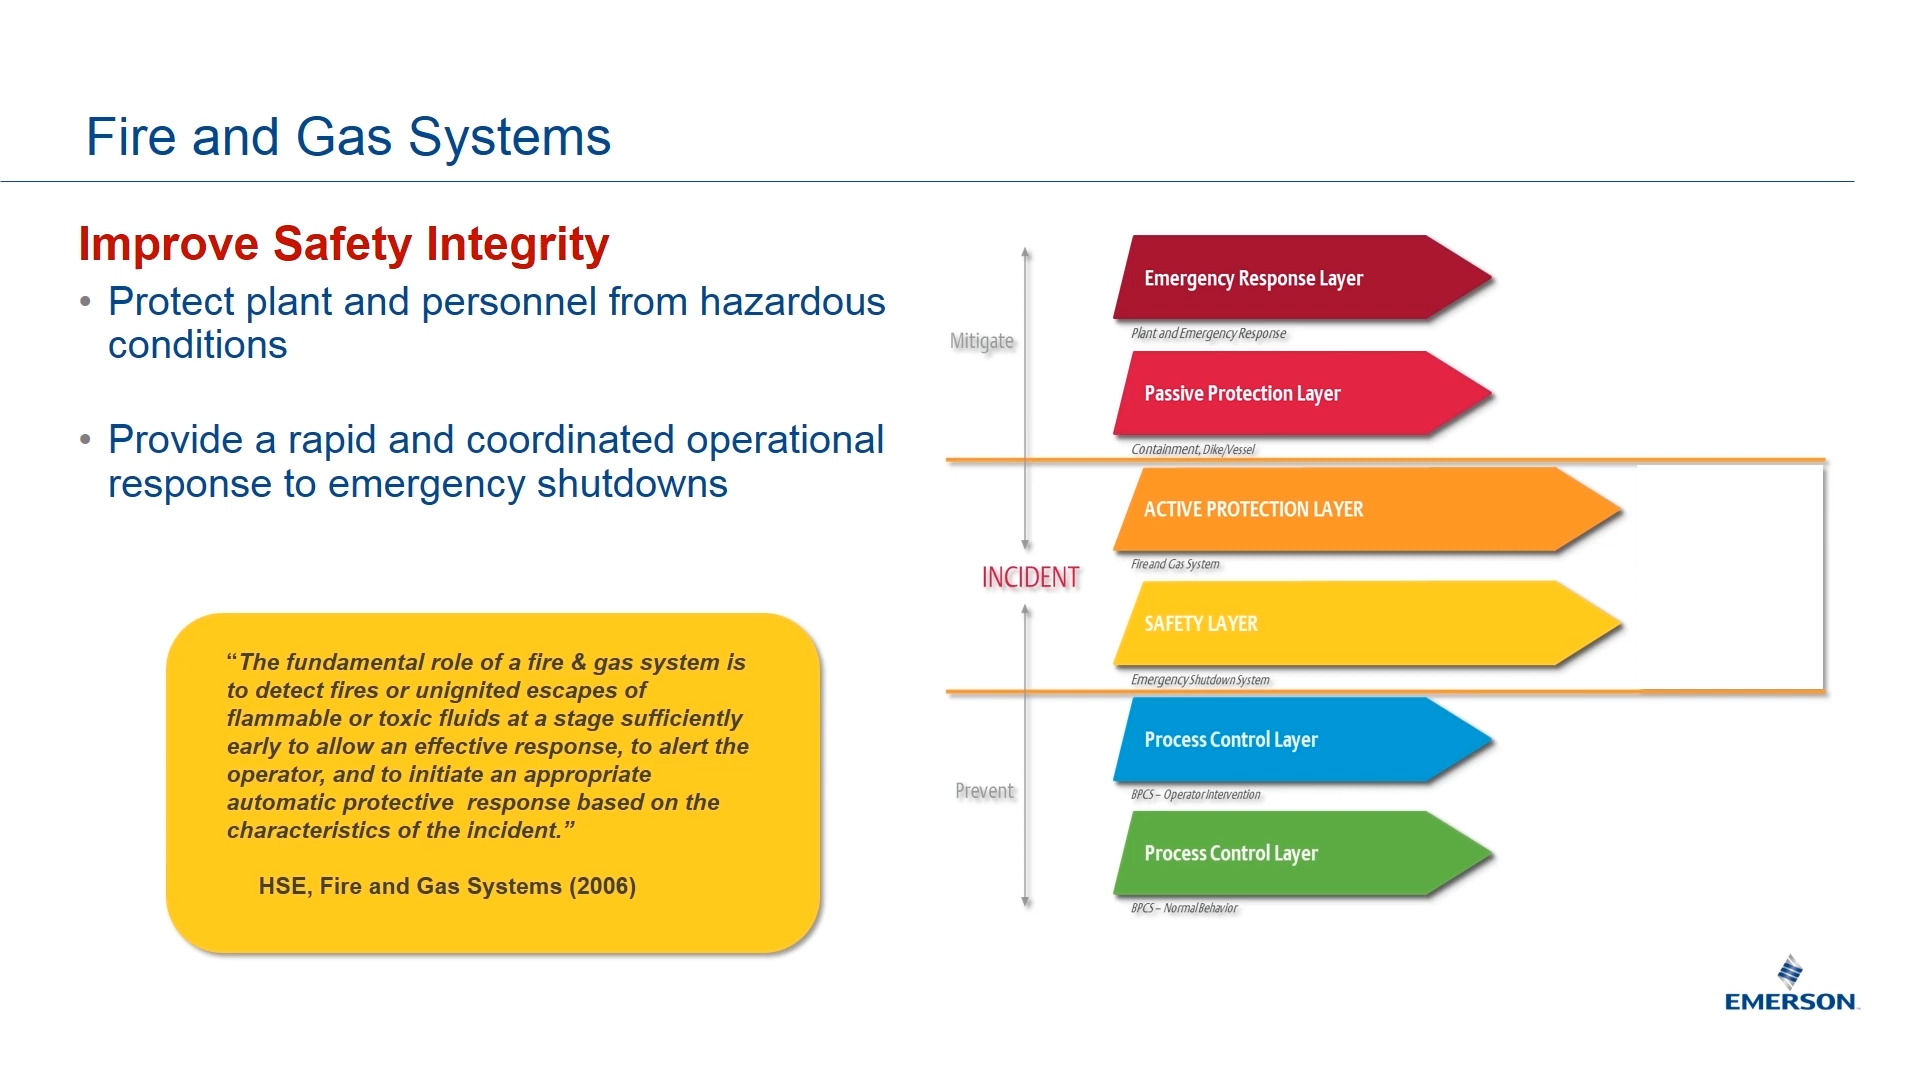 Fire and Gas Systems
Improve Safety Integrity
• Protect plant and personnel from hazardous
conditions
• Provide a rapid and coordinated operational
response to emergency shutdowns
“The fundamental role of a fire & gas system is
to detect fires or unignited escapes of
flammable or toxic fluids at a stage sufficiently
early to allow an effective response, to alert the
operator, and to initiate an appropriate
automatic protective  response based on the
characteristics of the incident.”
HSE, Fire and Gas Systems (2006)
Mitigate
INCIDENT
Prevent
Emergency Response Layer
Plant and Emergency Response
Passive Protection Layer
Containment, Dike/Vessel
ACTIVE PROTECTION LAYER
Fire and Gas System
SAFETY LAYER
Emergency Shutdown System
Process Control Layer
BPCS – Operator Intervention
Process Control Layer
BPCS – Normal Behavior
EMERSON